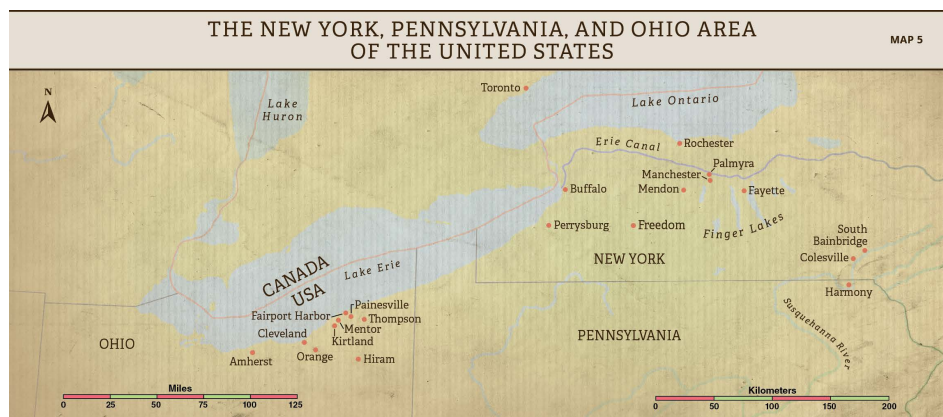 THE NEW YORK, PENNSYLVANIA, AND OHIO AREA
OF THE UNITED STATES
MAP 5
N
Lake
Huron
Toronto
Lake Ontario
Erie Canal
Rochester
Palmyra
Manchester
Mendon
Fayette
Buffalo
Perrysburg
Freedom
Finger Lakes
South
Bainbridge
Colesville
NEW YORK
Harmony
CANADA
USA
Lake Erie
Painesville
Fairport Harbor
Thompson
Mentor
Kirtland
Cleveland
Orange
Hiram
Amherst
OHIO
PENNSYLVANIA
Susquehanna River
Miles
0 25 50 75 100 125
Kilometers
0 50 100 150 200